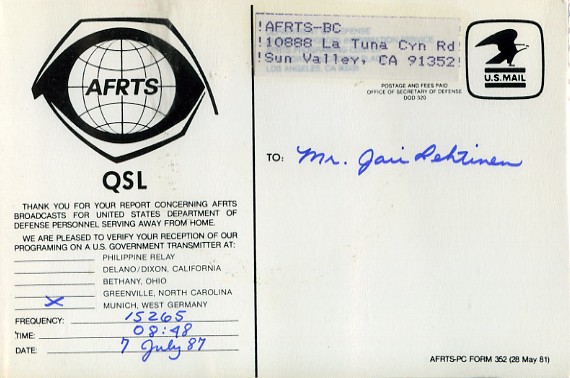 AFRTS
QSL
THANK YOU FOR YOUR REPORT CONCERNING AFRTS
BROADCASTS FOR UNITED STATES DEPARTMENT OF
DEFENSE PERSONNEL SERVING AWAY FROM HOME.
WE ARE PLEASED TO VERIFY YOUR RECEPTION OF OUR
PROGRAMING ON A U.S. GOVERNMENT TRANSMITTER AT:
PHILIPPINE RELAY
DELANO/DIXON, CALIFORNIA
BETHANY, OHIO
GREENVILLE, NORTH CAROLINA
X MUNICH, WEST GERMANY
FREQUENCY: 15265
TIME: 08:48
DATE: 7 July 87
!AFRTS-BC
!10888 La Tuna Cyn Rd!
!Sun Valley, CA 91352!
U.S.MAIL
POSTAGE AND FEES PAID
OFFICE OF SECRETARY OF DEFENSE
DOD 320
TO: Mr. Jari Lehtinen
AFRTS-PC FORM 352 (28 May 81)